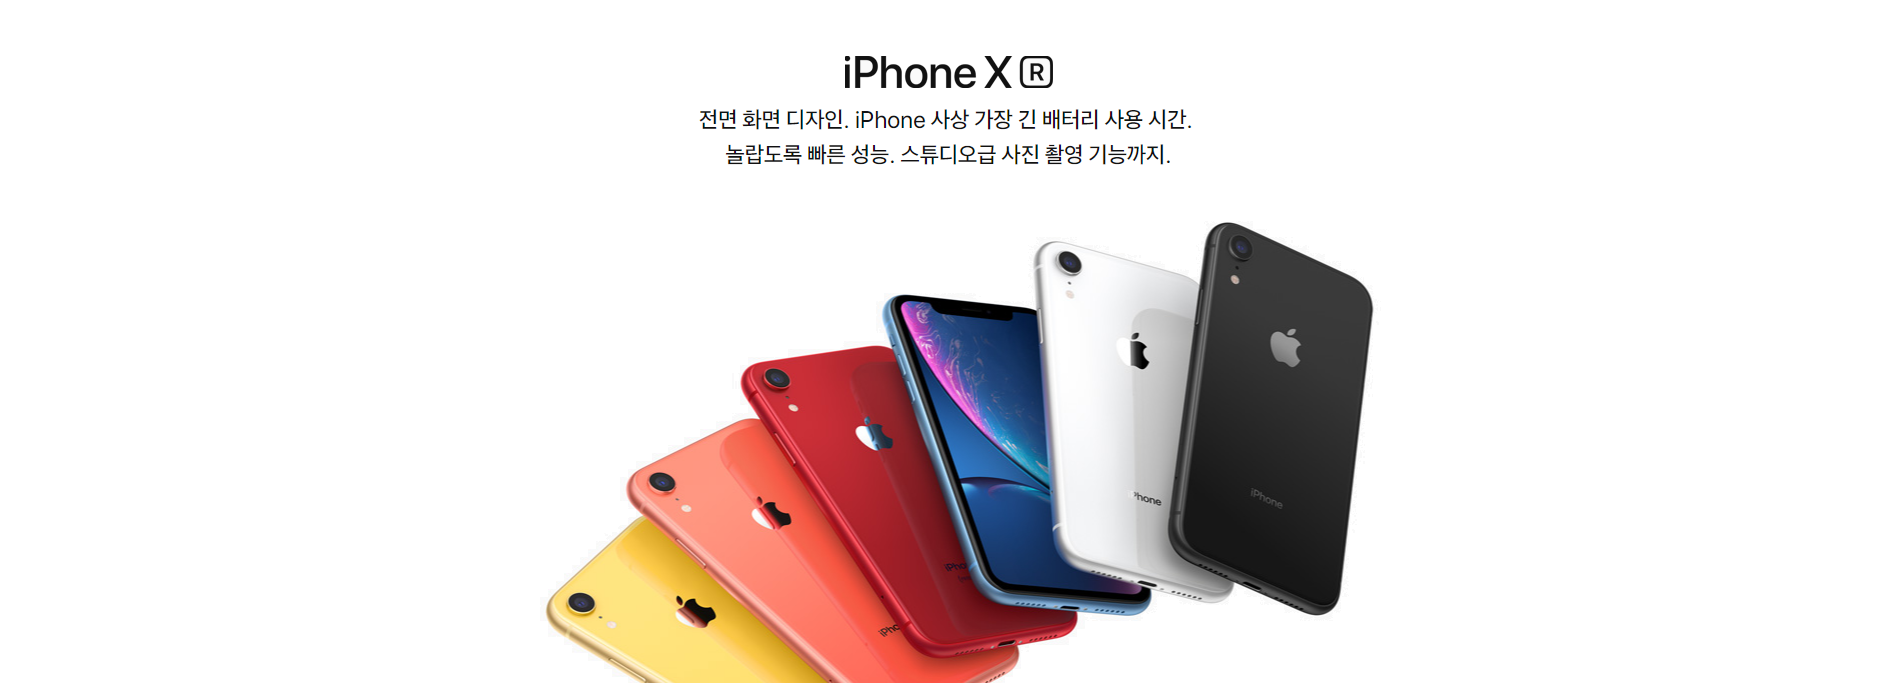 iPhone XR
전면 화면 디자인. iPhone 사상 가장 긴 배터리 사용 시간.
놀랍도록 빠른 성능. 스튜디오급 사진 촬영 기능까지.
iPhone
iPhone